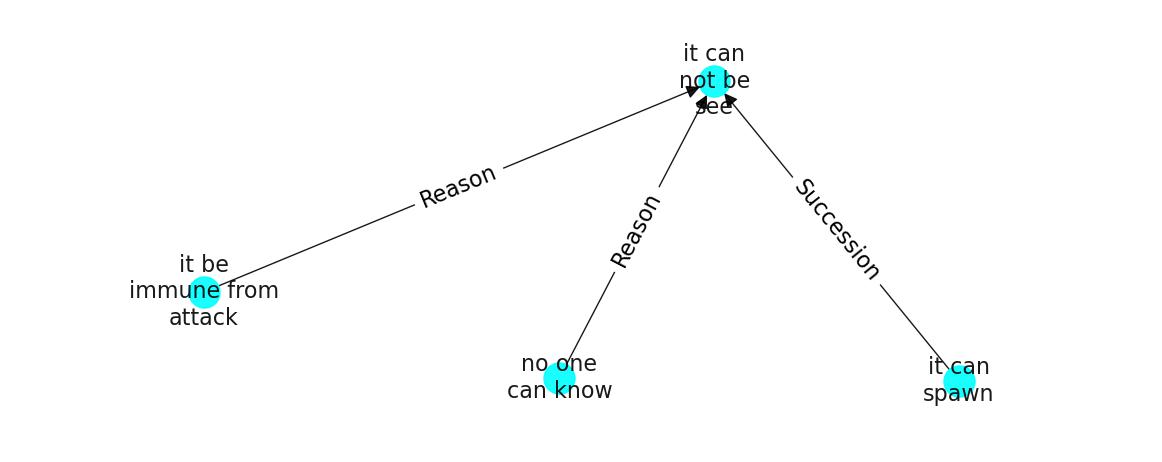 it can
not be
see
Reason
Reason
Succession
it be
immune from
attack
no one
can know
it can
spawn